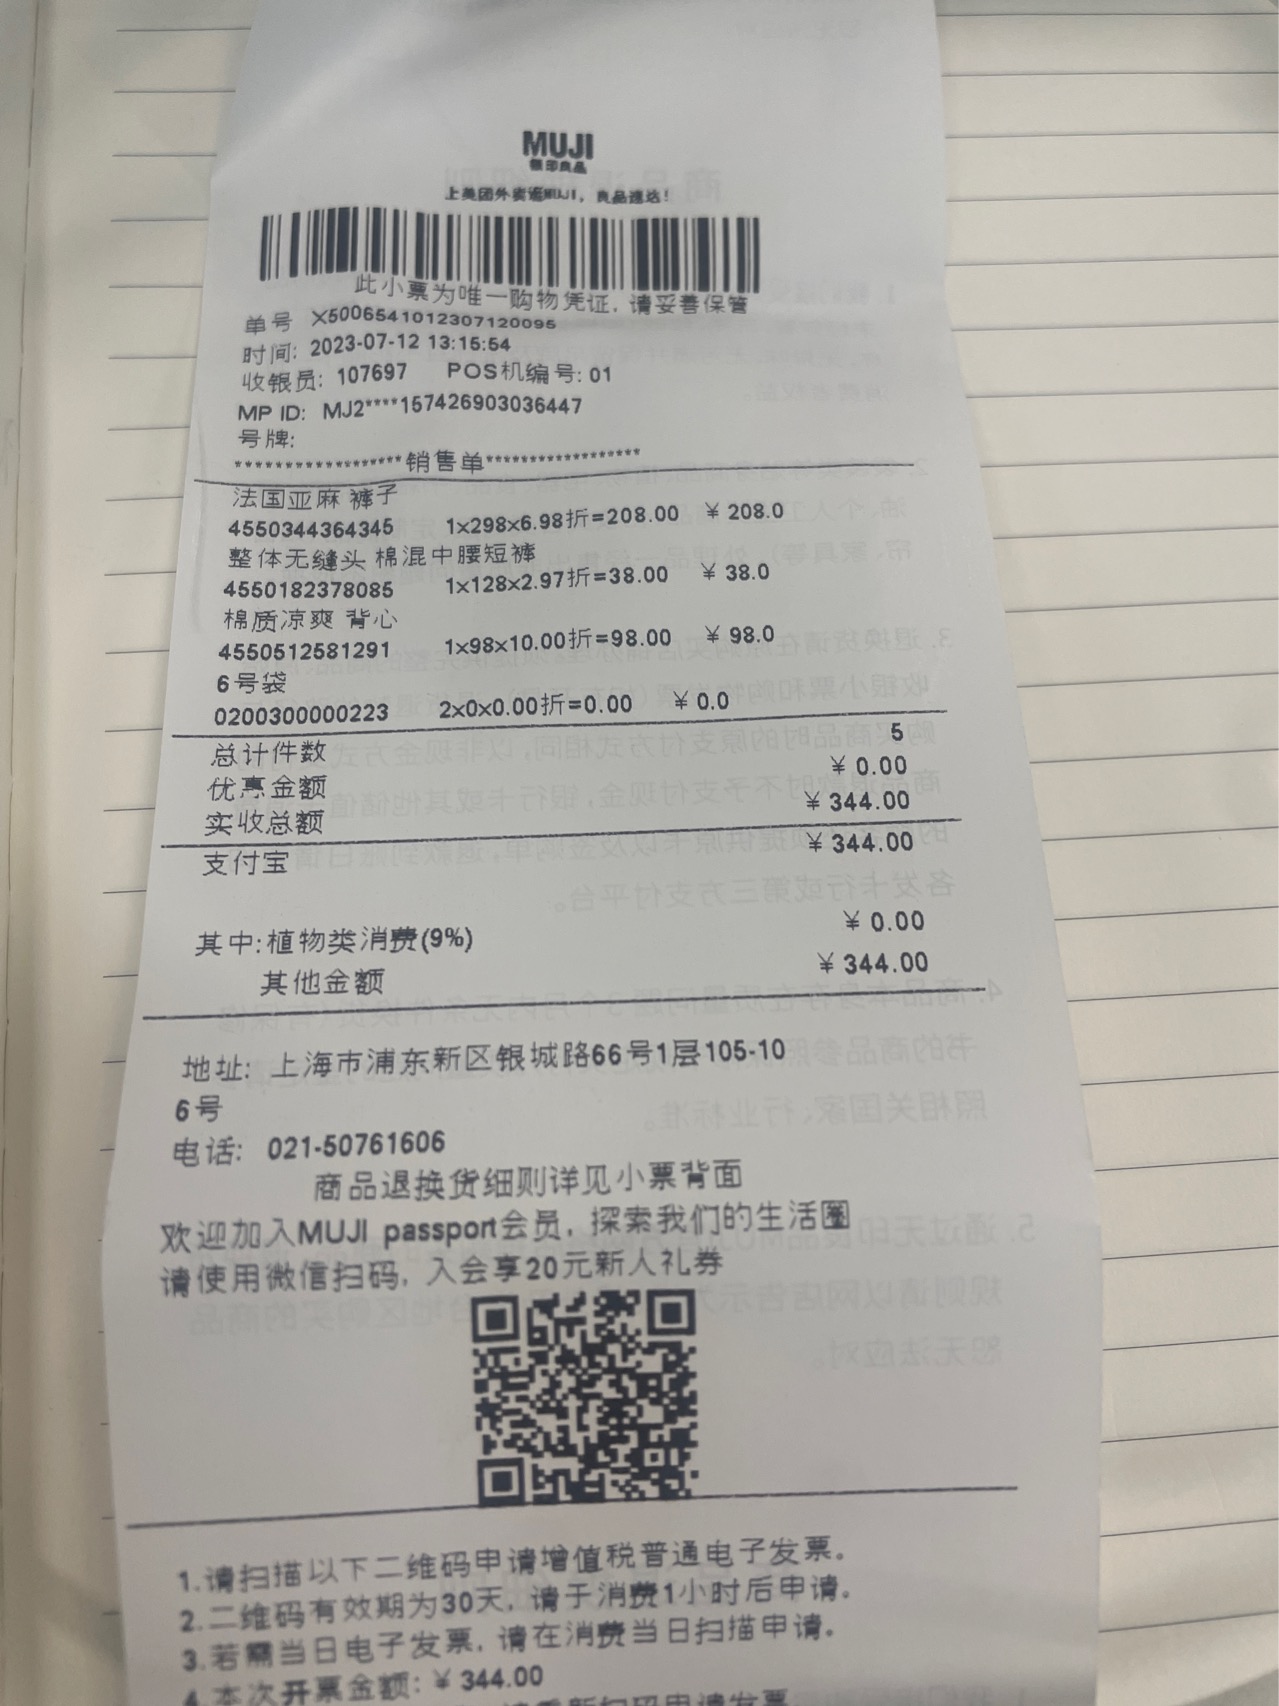 MUJI
無印良品
上美团外卖逛MUJI，良品速达！
此小票为唯一购物凭证，请妥善保管
单号 X5006541012307120095
时间: 2023-07-12 13:15:54
收银员: 107697 POS机编号: 01
MP ID: MJ2****157426903036447
号牌:
******************销售单******************
法国亚麻 裤子
4550344364345 1x298x6.98折=208.00 ￥208.0
整体无缝头 棉混中腰短裤
4550182378085 1x128x2.97折=38.00 ￥38.0
棉质凉爽 背心
4550512581291 1x98x10.00折=98.00 ￥98.0
6号袋
0200300000223 2x0x0.00折=0.00 ￥0.0
总计件数 5
优惠金额 ￥0.00
实收总额 ￥344.00
支付宝 ￥344.00
其中:植物类消费(9%) ￥0.00
其他金额 ￥344.00
地址: 上海市浦东新区银城路66号1层105-10
6号
电话: 021-50761606
商品退换货细则详见小票背面
欢迎加入MUJI passport会员，探索我们的生活圈
请使用微信扫码，入会享20元新人礼券
1.请扫描以下二维码申请增值税普通电子发票。
2.二维码有效期为30天，请于消费1小时后申请。
3.若需当日电子发票，请在消费当日扫描申请。
4.本次开票金额: ￥344.00